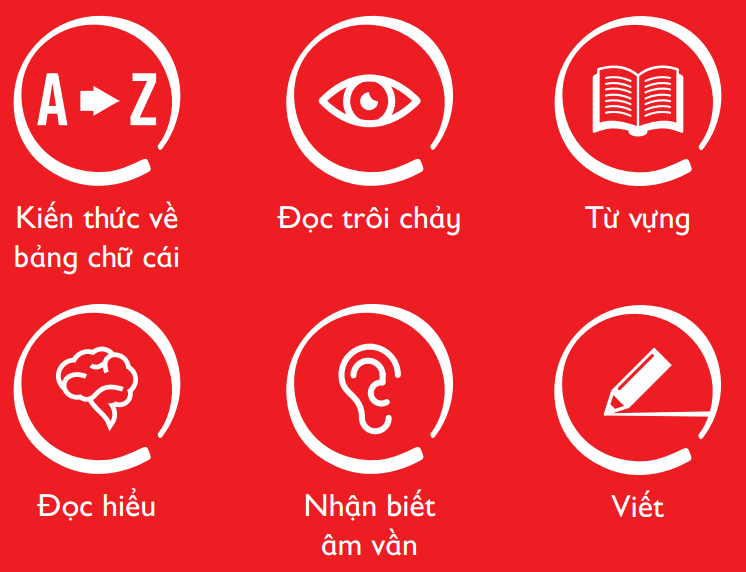 A Z
Kiến thức về
bảng chữ cái
Đọc trôi chảy
Từ vựng
Đọc hiểu
Nhận biết
âm vần
Viết